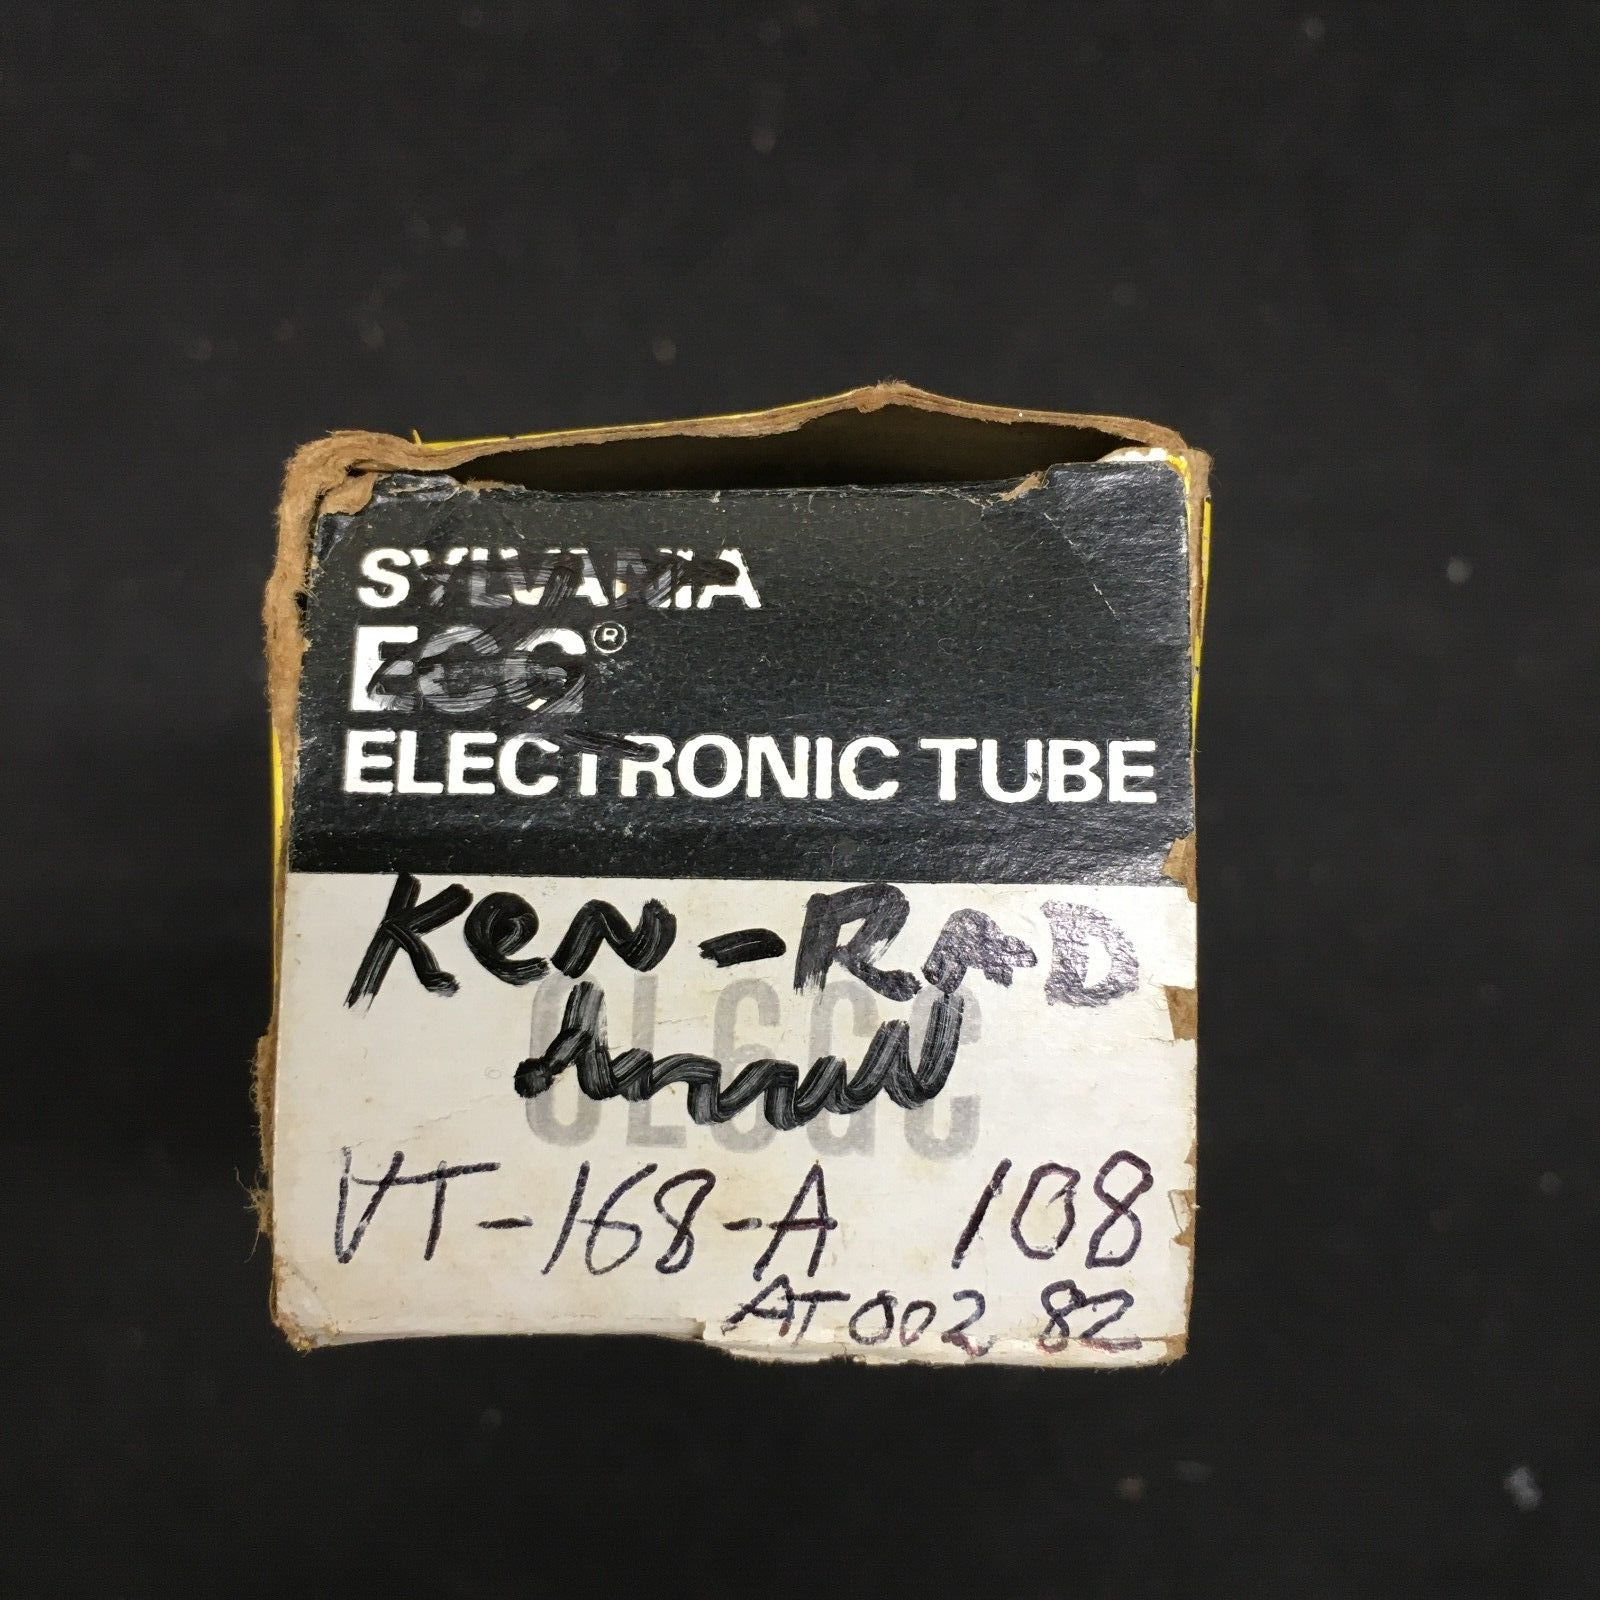 SYLVANIA
ECG®
ELECTRONIC TUBE
KeN-RAD
6L6GC
VT-168-A 108
AT002 82